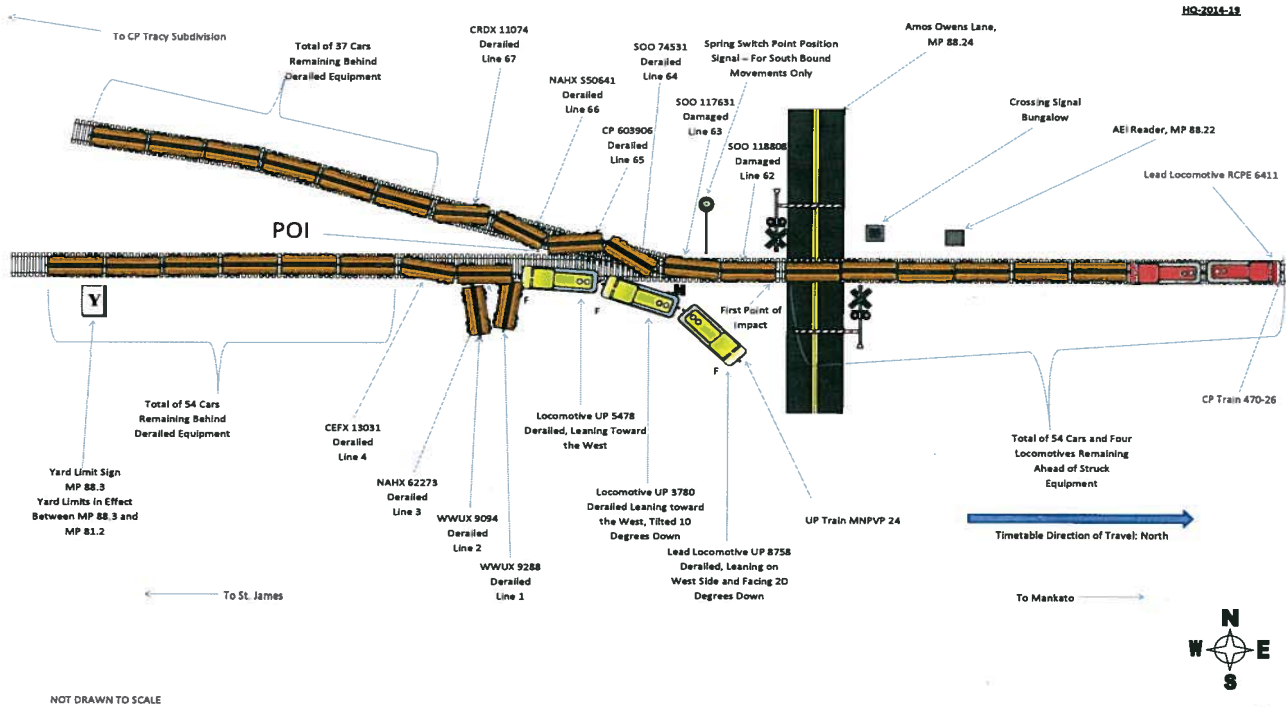 HQ-2014-19
To CP Tracy Subdivision
Total of 37 Cars
Remaining Behind
Derailed Equipment
CRDX 11074
Derailed
Line 67
NAHX S50641
Derailed
Line 66
CP 603906
Derailed
Line 65
SOO 74531
Derailed
Line 64
Spring Switch Point Position
Signal – For South Bound
Movements Only
SOO 117631
Damaged
Line 63
SOO 118808
Damaged
Line 62
Amos Owens Lane,
MP 88.24
Crossing Signal
Bungalow
AEI Reader, MP 88.22
Lead Locomotive RCPE 6411
POI
Y
F
F
M
F
First Point of
Impact
CP Train 470-26
Total of 54 Cars
Remaining Behind
Derailed Equipment
Yard Limit Sign
MP 88.3
Yard Limits in Effect
Between MP 88.3 and
MP 81.2
CEFX 13031
Derailed
Line 4
NAHX 62273
Derailed
Line 3
WWUX 9094
Derailed
Line 2
WWUX 9288
Derailed
Line 1
Locomotive UP 5478
Derailed, Leaning Toward
the West
Locomotive UP 3780
Derailed Leaning toward
the West, Tilted 10
Degrees Down
Lead Locomotive UP 8758
Derailed, Leaning on
West Side and Facing 20
Degrees Down
UP Train MNPVP 24
Total of 54 Cars and Four
Locomotives Remaining
Ahead of Struck
Equipment
Timetable Direction of Travel: North
To St. James
To Mankato
N
W
E
S
NOT DRAWN TO SCALE